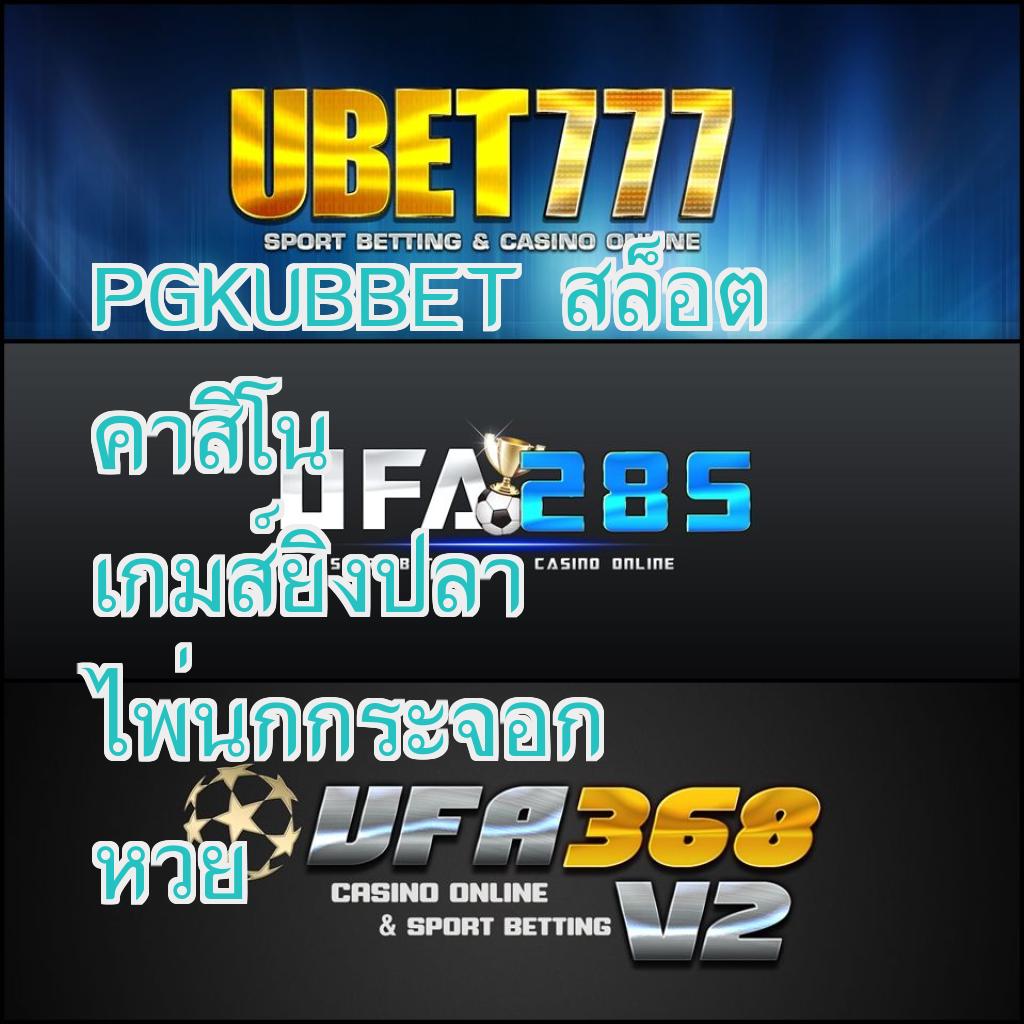 UBET777
SPORT BETTING & CASINO ONLINE
PGKUBBET สล็อต
คาสิโน
UFA285
CASINO ONLINE
เกมส์ยิงปลา
ไพ่นกกระจอก
UFA368
หวย
CASINO ONLINE
& SPORT BETTING
V2